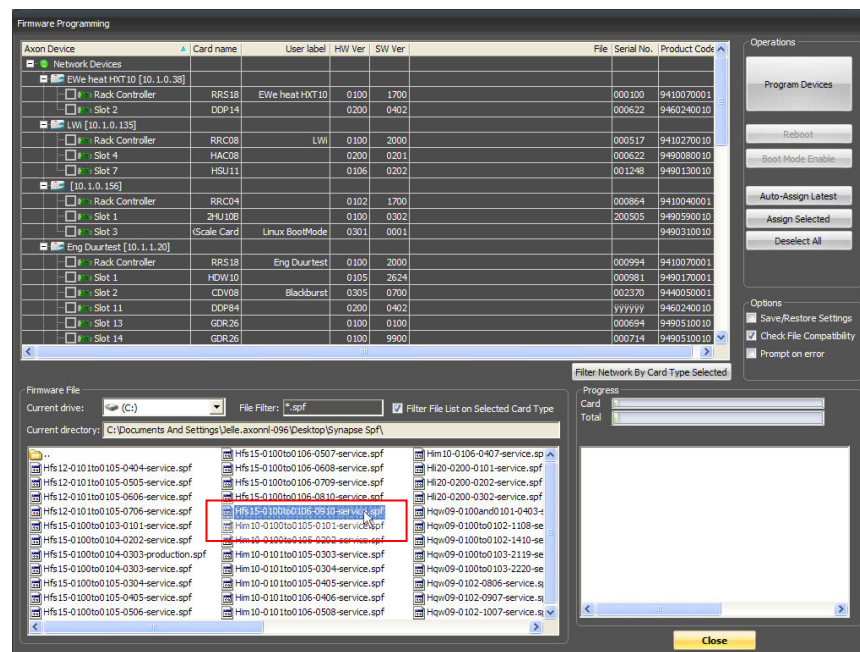 Firmware Programming
Axon Device Card name User label HW Ver SW Ver File Serial No. Product Code
Network Devices
EWe heat HXT10 [10.1.0.38]
Rack Controller RRS18 EWe heat HXT10 0100 1700 000100 9410070001
Slot 2 DDP14 0200 0402 000622 9460240010
LWi [10.1.0.135]
Rack Controller RRC08 LWi 0100 2000 000517 9410270010
Slot 4 HAC08 0200 0201 000622 9490080010
Slot 7 HSU11 0106 0202 001248 9490130010
[10.1.0.156]
Rack Controller RRC04 0102 1700 000864 9410040001
Slot 1 2HU10B 0100 0302 200505 9490590010
Slot 3 (Scale Card Linux BootMode 0301 0001 9490310010
Eng Duurtest [10.1.1.20]
Rack Controller RRS18 Eng Duurtest 0100 2000 000994 9410070001
Slot 1 HDW10 0105 2624 000981 9490170001
Slot 2 CDV08 Blackburst 0305 0700 002370 9440050001
Slot 11 DDP84 0200 0402 ÿÿÿÿÿÿ 9460240010
Slot 13 GDR26 0100 0100 000694 9490510010
Slot 14 GDR26 0100 9900 000714 9490510010
Operations
Program Devices
Reboot
Boot Mode Enable
Auto-Assign Latest
Assign Selected
Deselect All
Options
Save/Restore Settings
Check File Compatibility
Prompt on error
Filter Network By Card Type Selected
Firmware File
Current drive: (C:) File Filter: *.spf Filter File List on Selected Card Type
Current directory: C:\Documents And Settings\Jelle.axonnl-096\Desktop\Synapse Spf\
.. Hfs15-0100to0106-0507-service.spf Him10-0106-0407-service.sp
Hfs12-0101to0105-0404-service.spf Hfs15-0100to0106-0608-service.spf Hli20-0200-0101-service.spf
Hfs12-0101to0105-0505-service.spf Hfs15-0100to0106-0709-service.spf Hli20-0200-0202-service.spf
Hfs12-0101to0105-0606-service.spf Hfs15-0100to0106-0810-service.spf Hli20-0200-0302-service.spf
Hfs12-0101to0105-0706-service.spf Hfs15-0100to0106-0910-service.spf Hqw09-0100and0101-0403-s
Hfs15-0100to0103-0101-service.spf Him10-0100to0105-0101-service.spf Hqw09-0100to0102-1108-se
Hfs15-0100to0104-0202-service.spf Him10-0100to0105-0202-service.spf Hqw09-0100to0102-1410-se
Hfs15-0100to0104-0303-production.spf Him10-0101to0105-0303-service.spf Hqw09-0100to0103-2119-se
Hfs15-0100to0104-0303-service.spf Him10-0101to0105-0304-service.spf Hqw09-0100to0103-2220-se
Hfs15-0100to0105-0304-service.spf Him10-0101to0105-0405-service.spf Hqw09-0102-0806-service.s
Hfs15-0100to0106-0405-service.spf Him10-0101to0106-0406-service.spf Hqw09-0102-0907-service.s
Hfs15-0100to0105-0506-service.spf Him10-0101to0106-0508-service.spf Hqw09-0102-1007-service.s
Progress
Card
Total
Close